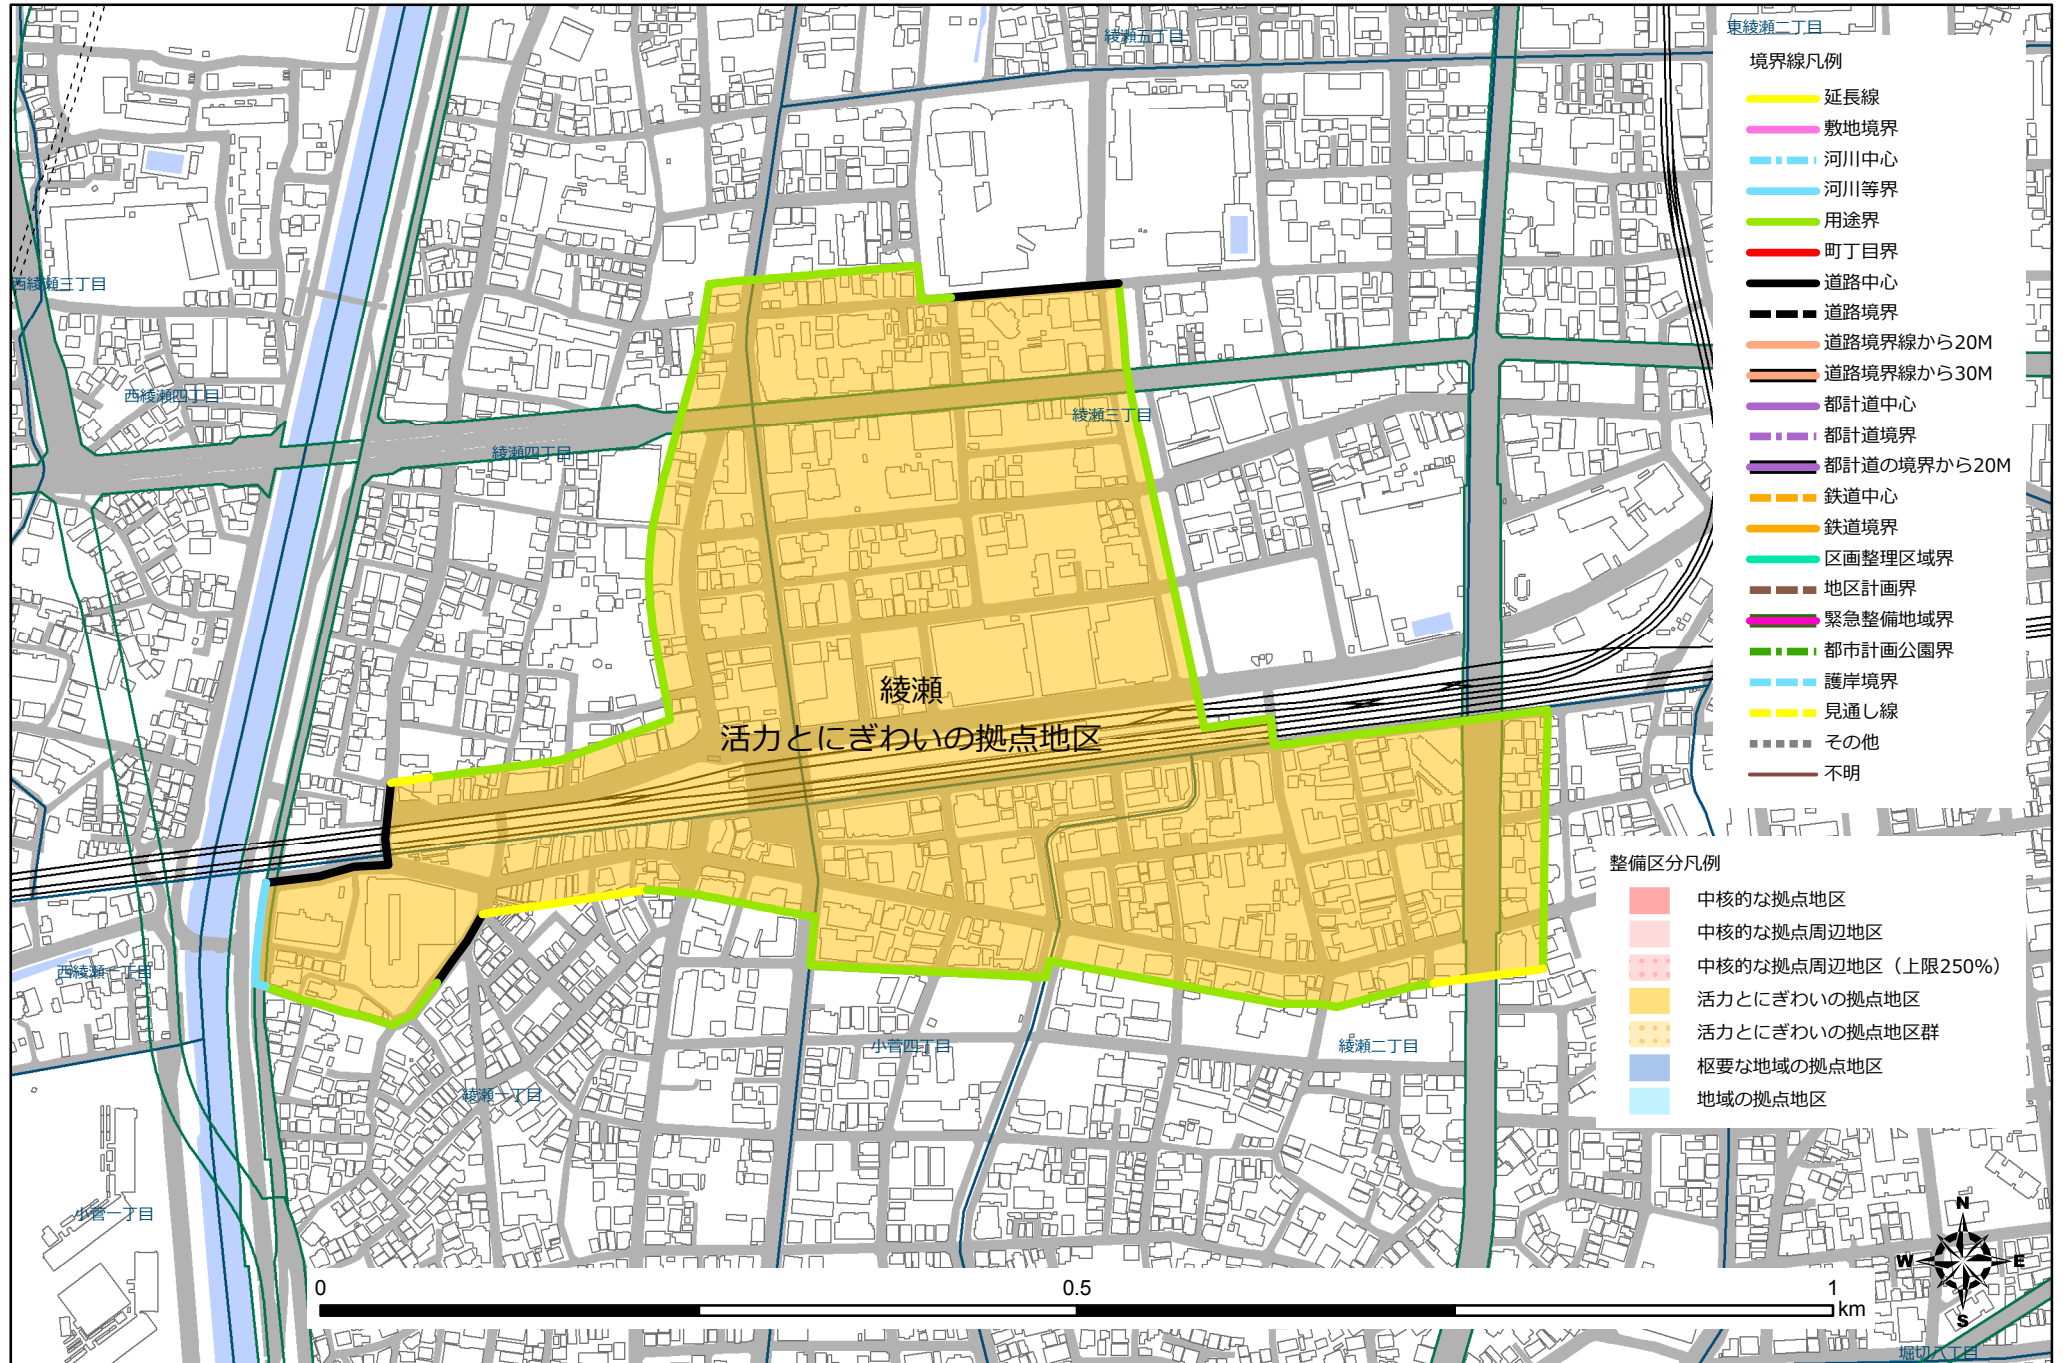 綾瀬五丁目
東綾瀬二丁目
西綾瀬三丁目
西綾瀬四丁目
綾瀬四丁目
綾瀬三丁目
綾瀬
活力とにぎわいの拠点地区
西綾瀬一丁目
小菅四丁目
綾瀬二丁目
綾瀬一丁目
小菅一丁目
堀切八丁目
境界線凡例
延長線
敷地境界
河川中心
河川等界
用途界
町丁目界
道路中心
道路境界
道路境界線から20M
道路境界線から30M
都計道中心
都計道境界
都計道の境界から20M
鉄道中心
鉄道境界
区画整理区域界
地区計画界
緊急整備地域界
都市計画公園界
護岸境界
見通し線
その他
不明
整備区分凡例
中核的な拠点地区
中核的な拠点周辺地区
中核的な拠点周辺地区（上限250%）
活力とにぎわいの拠点地区
活力とにぎわいの拠点地区群
枢要な地域の拠点地区
地域の拠点地区
N
W E
S
0 0.5 1
km